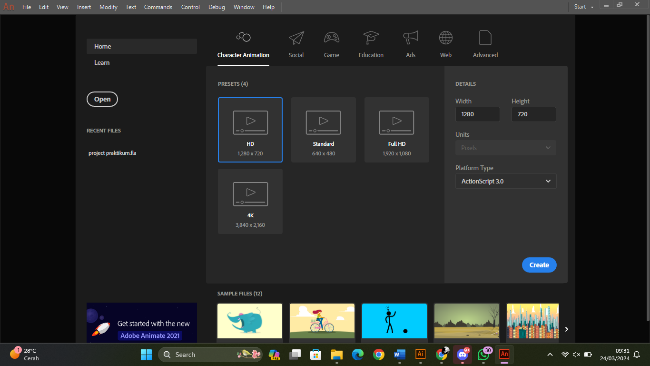 An File Edit View Insert Modify Text Commands Control Debug Window Help Start
Home
Learn
Open
RECENT FILES
project praktikum.fla
Character Animation Social Game Education Ads Web Advanced
PRESETS (4)
HD
1,280 x 720
Standard
640 x 480
Full HD
1,920 x 1,080
4K
3,840 x 2,160
DETAILS
Width Height
1280 720
Units
Pixels
Platform Type
ActionScript 3.0
Create
SAMPLE FILES (12)
Get started with the new
Adobe Animate 2021
28°C
Cerah
Search
09:31
24/03/2024